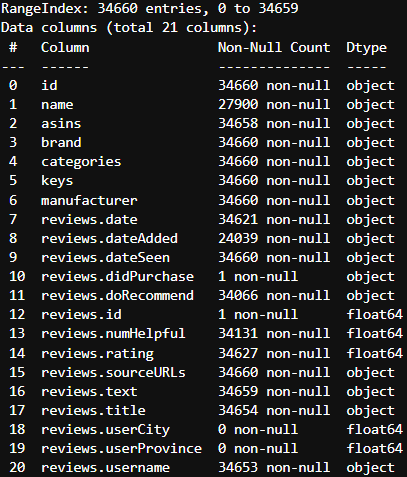 RangeIndex: 34660 entries, 0 to 34659
Data columns (total 21 columns):
 #   Column                Non-Null Count  Dtype
---  ------                --------------  -----
 0   id                    34660 non-null  object
 1   name                  27900 non-null  object
 2   asins                 34658 non-null  object
 3   brand                 34660 non-null  object
 4   categories            34660 non-null  object
 5   keys                  34660 non-null  object
 6   manufacturer          34660 non-null  object
 7   reviews.date          34621 non-null  object
 8   reviews.dateAdded     24039 non-null  object
 9   reviews.dateSeen      34660 non-null  object
 10  reviews.didPurchase   1 non-null      object
 11  reviews.doRecommend   34066 non-null  object
 12  reviews.id            1 non-null      float64
 13  reviews.numHelpful    34131 non-null  float64
 14  reviews.rating        34627 non-null  float64
 15  reviews.sourceURLs    34660 non-null  object
 16  reviews.text          34659 non-null  object
 17  reviews.title         34654 non-null  object
 18  reviews.userCity      0 non-null      float64
 19  reviews.userProvince  0 non-null      float64
 20  reviews.username      34653 non-null  object